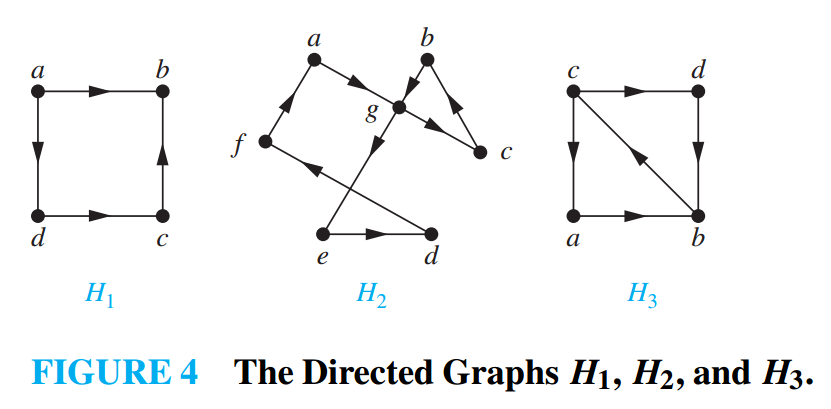 a b d c H₁
a b g f c e d H₂
c d a b H₃
FIGURE 4 The Directed Graphs H₁, H₂, and H₃.